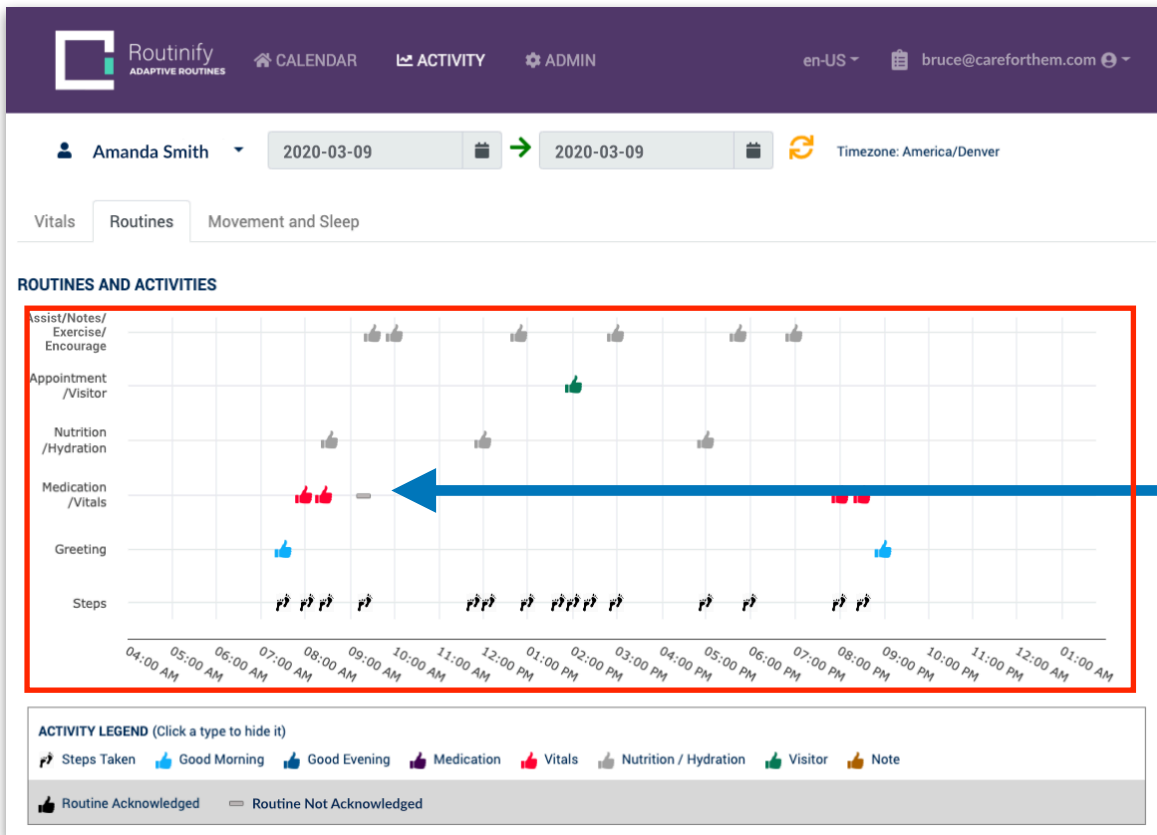 Routinify
ADAPTIVE ROUTINES
CALENDAR ACTIVITY ADMIN en-US bruce@careforthem.com
Amanda Smith 2020-03-09 2020-03-09 Timezone: America/Denver
Vitals Routines Movement and Sleep
ROUTINES AND ACTIVITIES
Assist/Notes/
Exercise/
Encourage
Appointment
/Visitor
Nutrition
/Hydration
Medication
/Vitals
Greeting
Steps
04:00 AM 05:00 AM 06:00 AM 07:00 AM 08:00 AM 09:00 AM 10:00 AM 11:00 AM 12:00 PM 01:00 PM 02:00 PM 03:00 PM 04:00 PM 05:00 PM 06:00 PM 07:00 PM 08:00 PM 09:00 PM 10:00 PM 11:00 PM 12:00 AM 01:00 AM
ACTIVITY LEGEND (Click a type to hide it)
Steps Taken Good Morning Good Evening Medication Vitals Nutrition / Hydration Visitor Note
Routine Acknowledged Routine Not Acknowledged